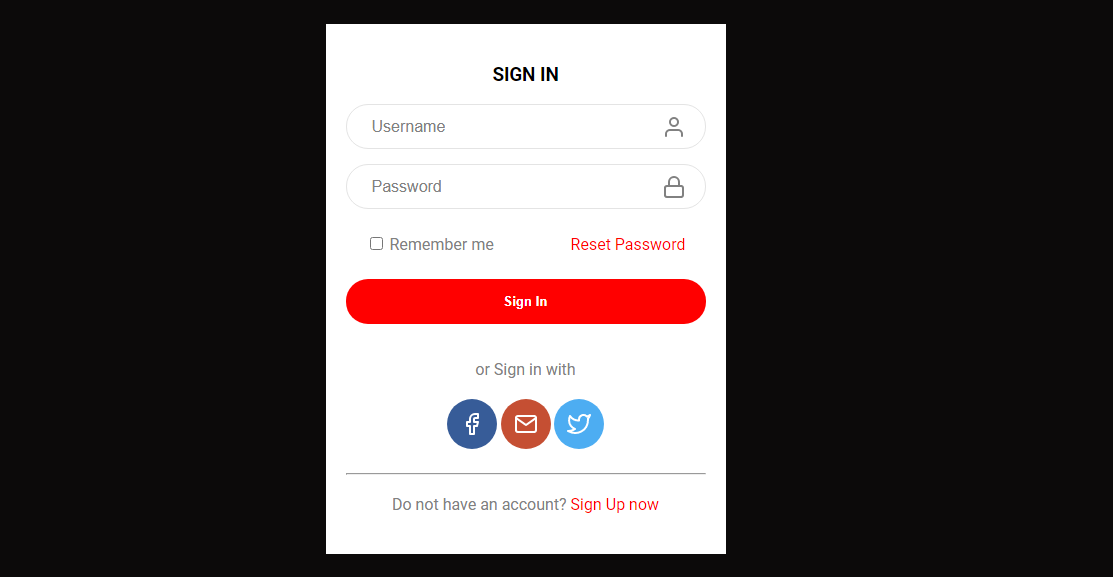 SIGN IN
Username
Password
Remember me Reset Password
Sign In
or Sign in with
Do not have an account? Sign Up now